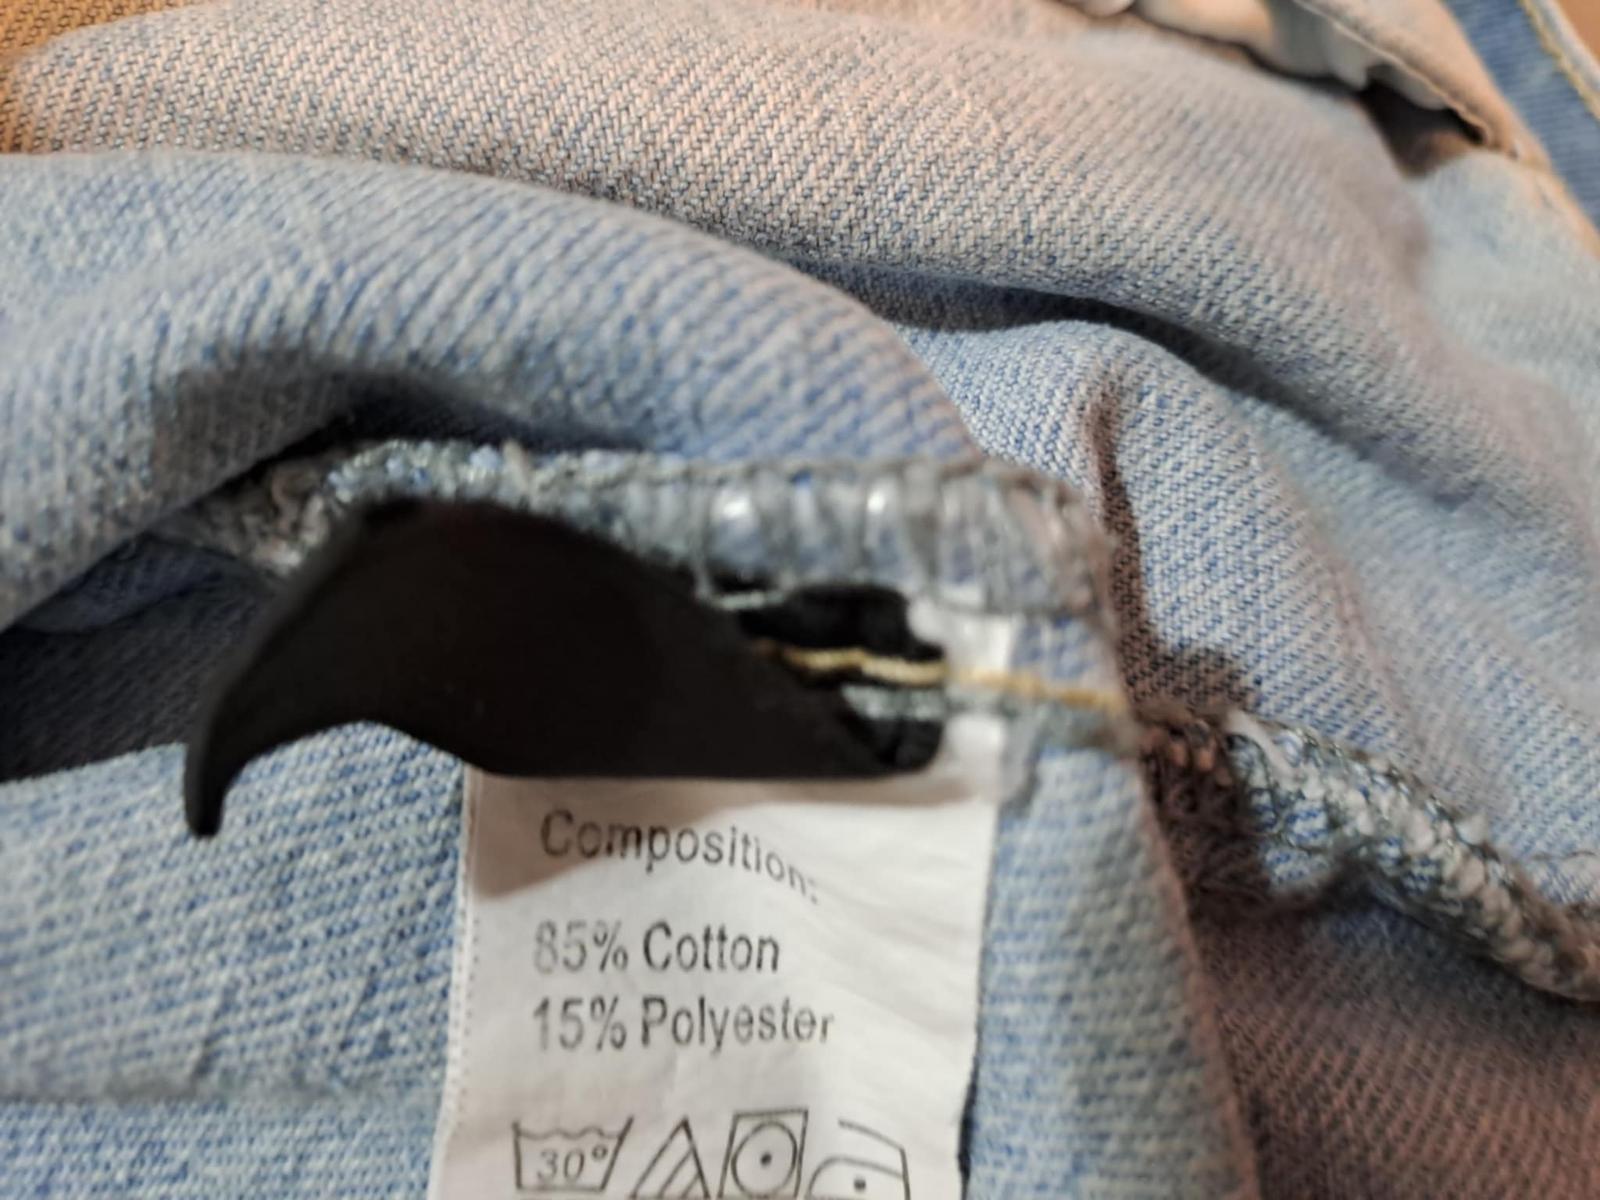 Composition:
85% Cotton
15% Polyester
30°